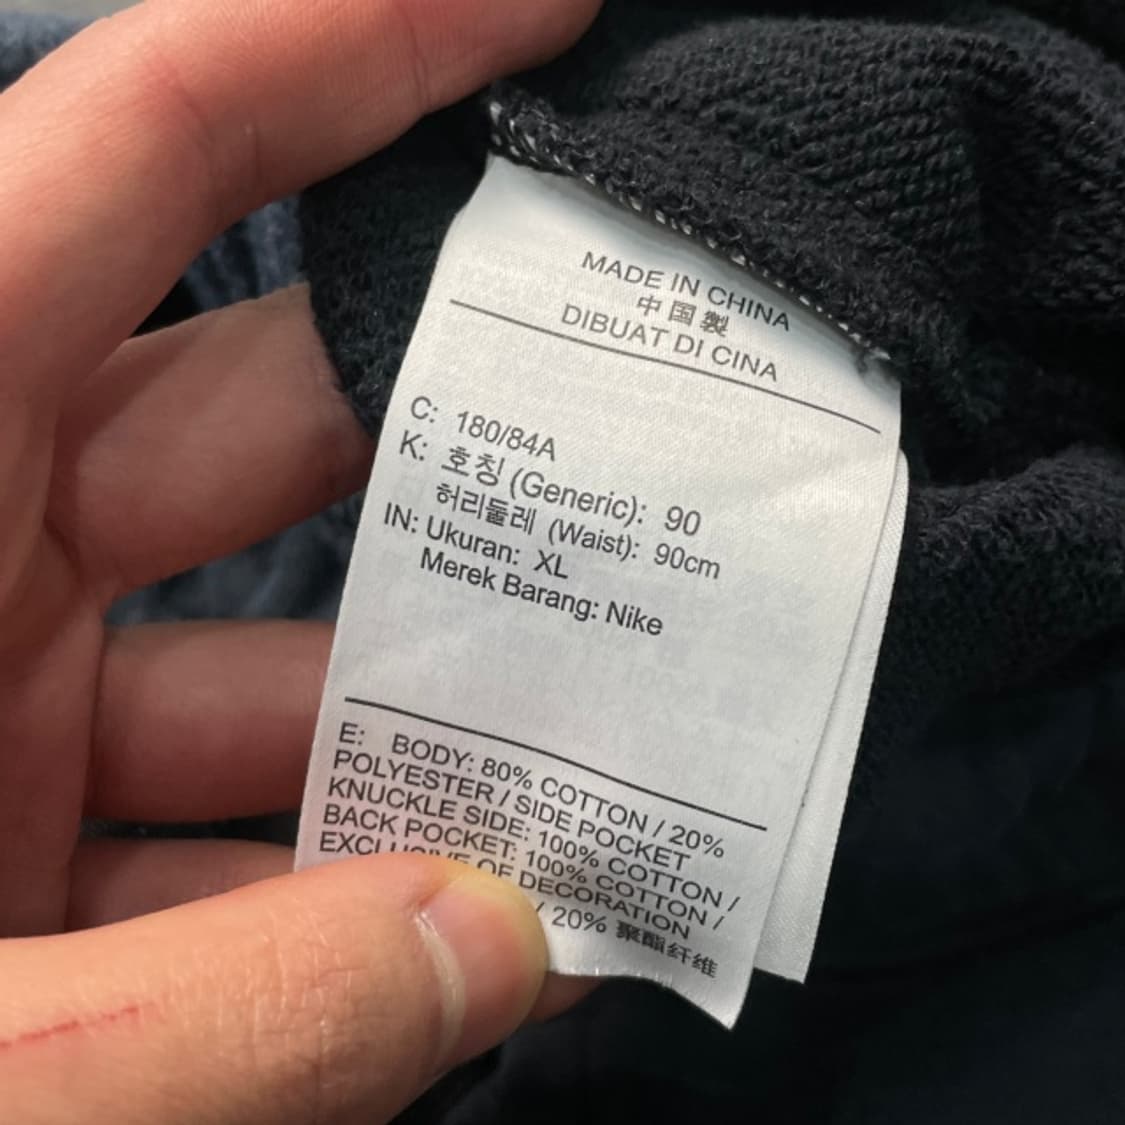 MADE IN CHINA
中国製
DIBUAT DI CINA
C: 180/84A
K: 호칭 (Generic): 90
허리둘레 (Waist): 90cm
IN: Ukuran: XL
Merek Barang: Nike
E: BODY: 80% COTTON / 20%
POLYESTER / SIDE POCKET
KNUCKLE SIDE: 100% COTTON /
BACK POCKET: 100% COTTON /
EXCLUSIVE OF DECORATION
/ 20% 聚酯纤维